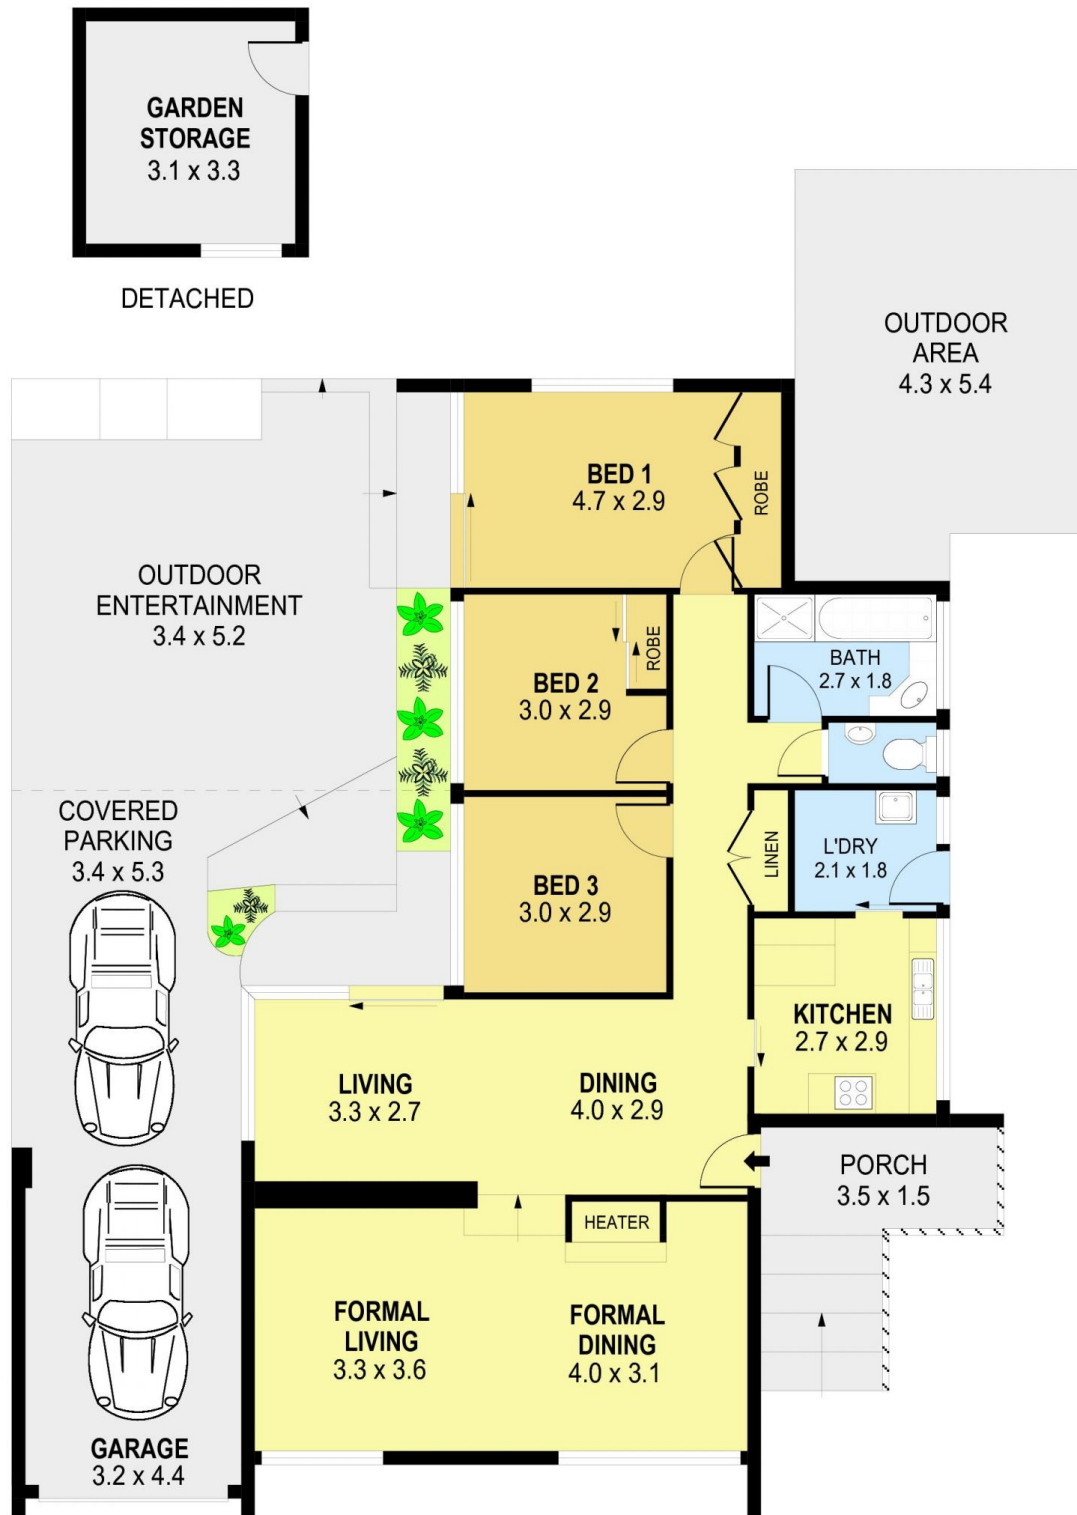 GARDEN
STORAGE
3.1 x 3.3
DETACHED
OUTDOOR
AREA
4.3 x 5.4
BED 1
4.7 x 2.9
ROBE
OUTDOOR
ENTERTAINMENT
3.4 x 5.2
BED 2
3.0 x 2.9
ROBE
BATH
2.7 x 1.8
COVERED
PARKING
3.4 x 5.3
BED 3
3.0 x 2.9
LINEN
L'DRY
2.1 x 1.8
KITCHEN
2.7 x 2.9
LIVING
3.3 x 2.7
DINING
4.0 x 2.9
PORCH
3.5 x 1.5
HEATER
FORMAL
LIVING
3.3 x 3.6
FORMAL
DINING
4.0 x 3.1
GARAGE
3.2 x 4.4